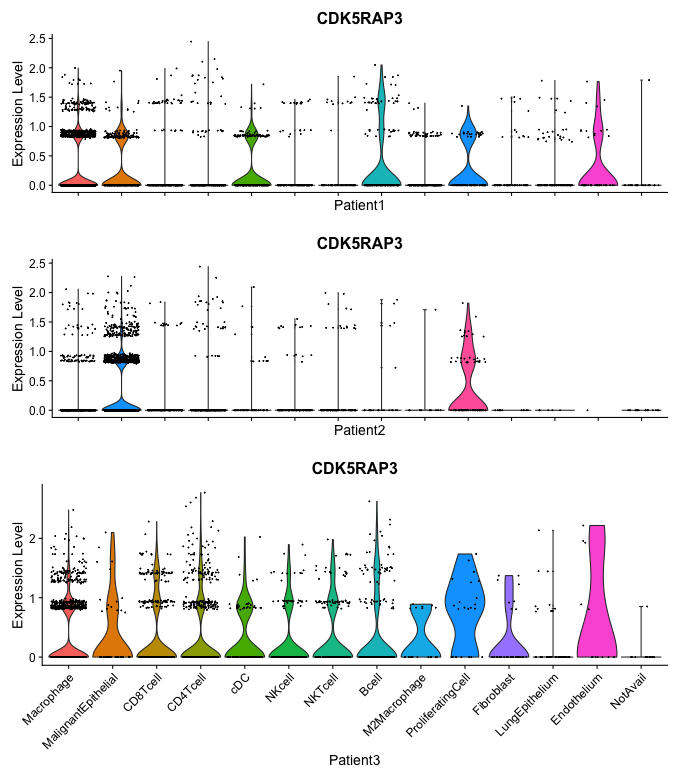 CDK5RAP3
Expression Level
2.5
2.0
1.5
1.0
0.5
0.0
Patient1
CDK5RAP3
Expression Level
2.5
2.0
1.5
1.0
0.5
0.0
Patient2
CDK5RAP3
Expression Level
2
1
0
Macrophage
MalignantEpithelial
CD8Tcell
CD4Tcell
cDC
NKcell
NKTcell
Bcell
M2Macrophage
ProliferatingCell
Fibroblast
LungEpithelium
Endothelium
NotAvail
Patient3